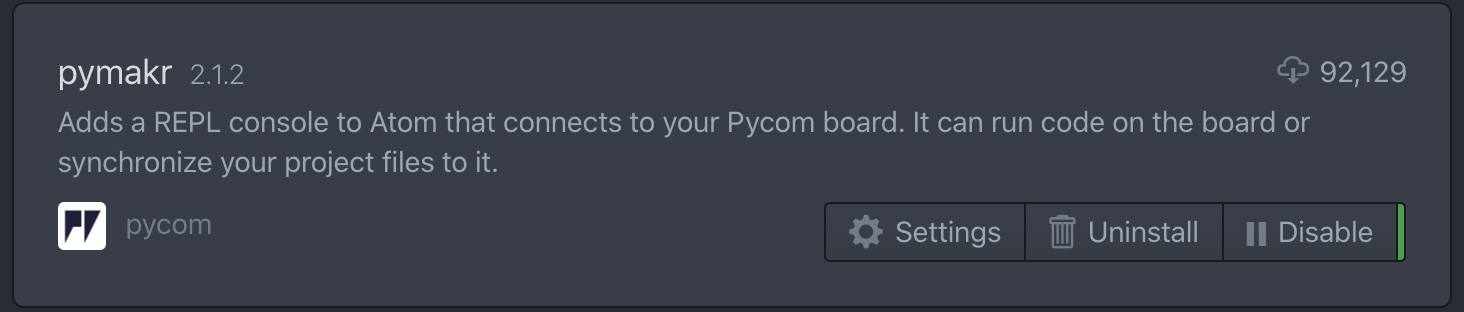 pymakr 2.1.2 92,129
Adds a REPL console to Atom that connects to your Pycom board. It can run code on the board or
synchronize your project files to it.
pycom Settings Uninstall Disable